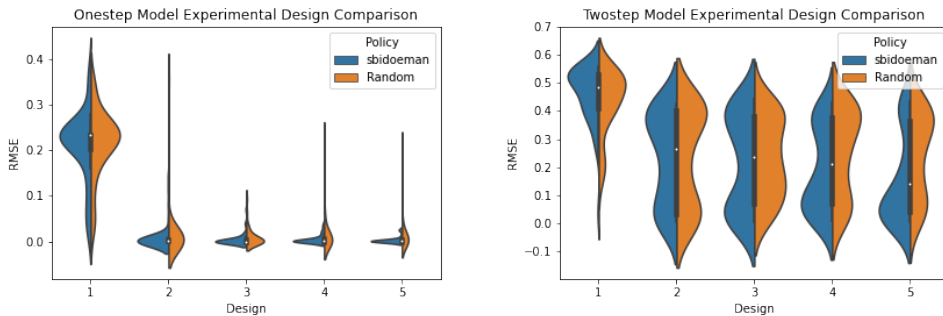 Onestep Model Experimental Design Comparison
Policy
sbidoeman
Random
0.4
0.3
0.2
0.1
0.0
RMSE
1 2 3 4 5
Design
Twostep Model Experimental Design Comparison
Policy
sbidoeman
Random
0.7
0.6
0.5
0.4
0.3
0.2
0.1
0.0
−0.1
RMSE
1 2 3 4 5
Design